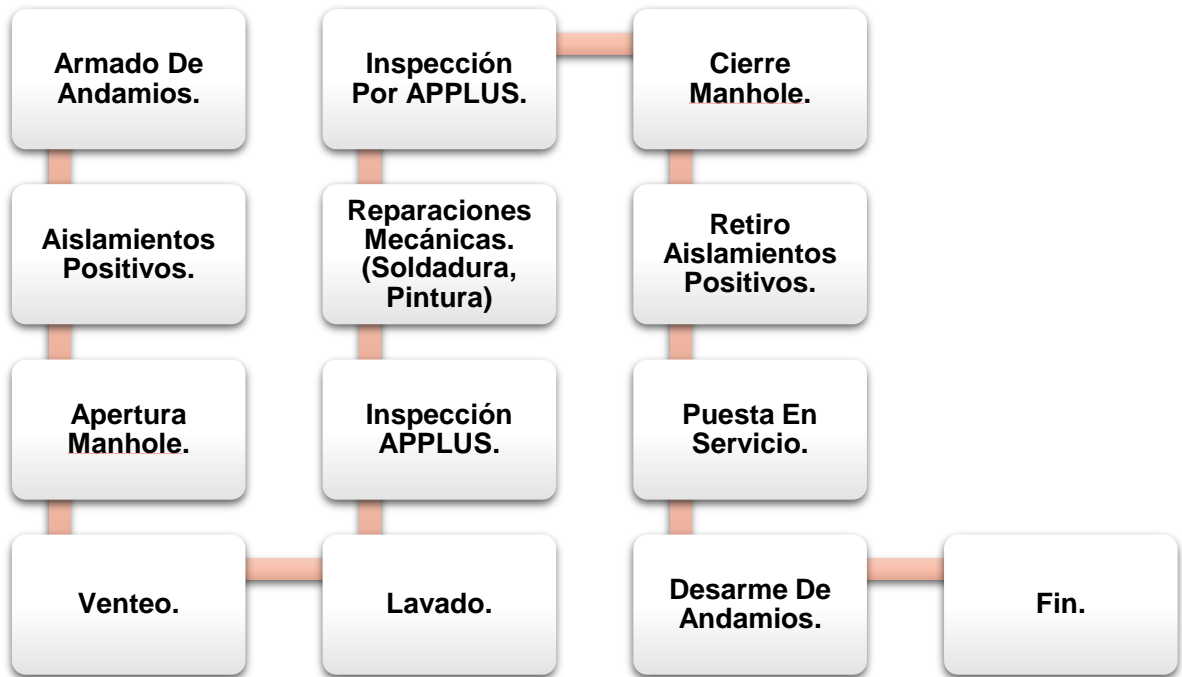 Armado De
Andamios.
Aislamientos
Positivos.
Apertura
Manhole.
Venteo.
Lavado.
Inspección
APPLUS.
Reparaciones
Mecánicas.
(Soldadura,
Pintura)
Inspección
Por APPLUS.
Cierre
Manhole.
Retiro
Aislamientos
Positivos.
Puesta En
Servicio.
Desarme De
Andamios.
Fin.